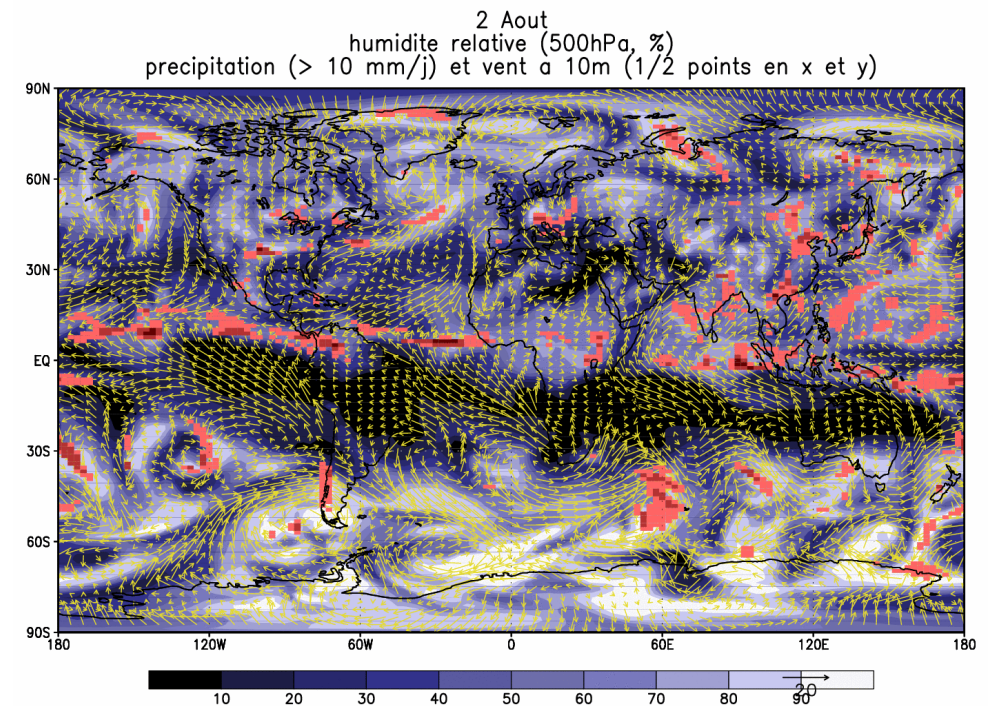 2 Aout
humidite relative (500hPa, %)
precipitation (> 10 mm/j) et vent a 10m (1/2 points en x et y)
90N
60N
30N
EQ
30S
60S
90S
180 120W 60W 0 60E 120E 180
10 20 30 40 50 60 70 80 90
20